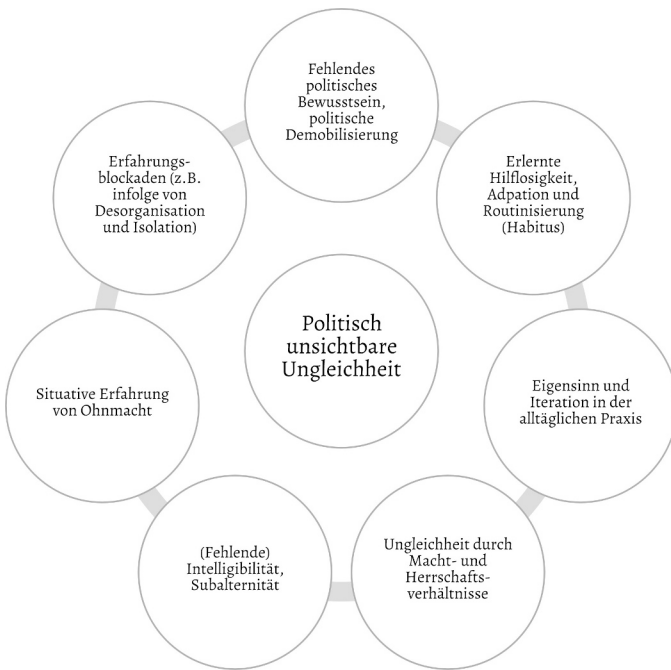 Fehlendes
politisches
Bewusstsein,
politische
Demobilisierung
Erlernte
Hilflosigkeit,
Adpation und
Routinisierung
(Habitus)
Eigensinn und
Iteration in der
alltäglichen Praxis
Ungleichheit durch
Macht- und
Herrschafts-
verhältnisse
(Fehlende)
Intelligibilität,
Subalternität
Situative Erfahrung
von Ohnmacht
Erfahrungs-
blockaden (z.B.
infolge von
Desorganisation
und Isolation)
Politisch
unsichtbare
Ungleichheit